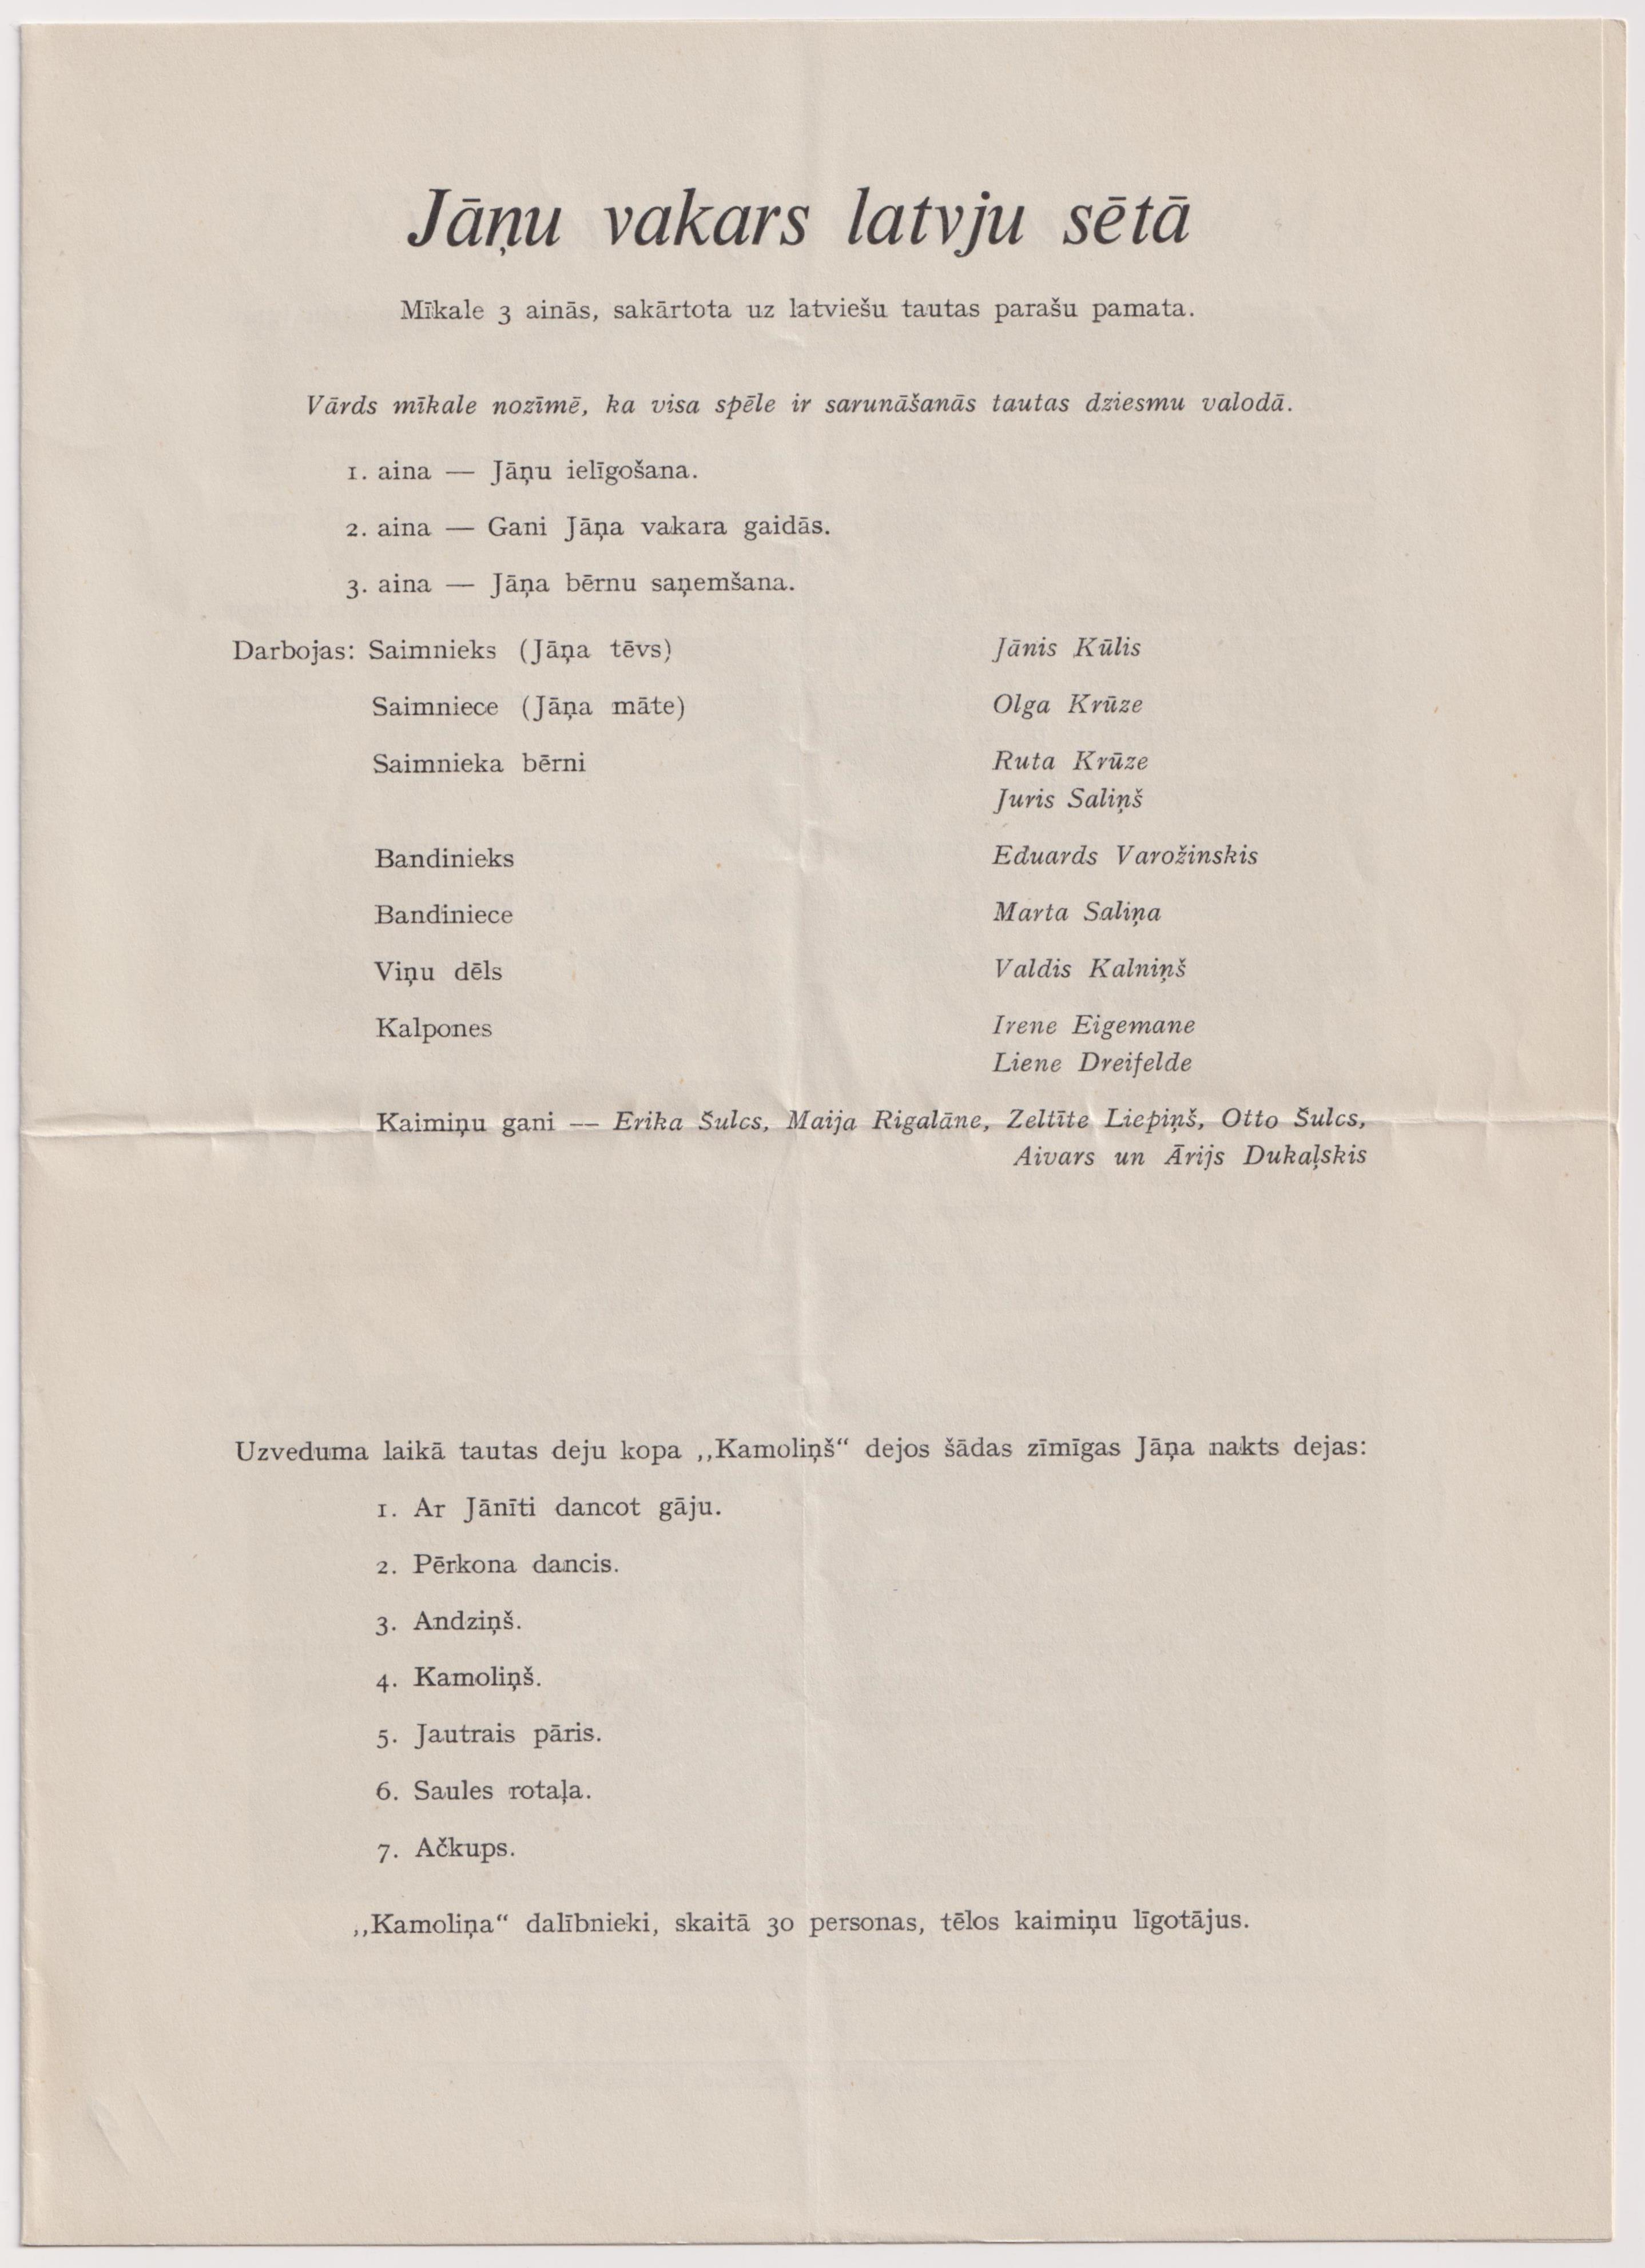 Jāņu vakars latvju sētā
Mīkale 3 ainās, sakārtota uz latviešu tautas parašu pamata.
Vārds mīkale nozīmē, ka visa spēle ir sarunāšanās tautas dziesmu valodā.
1. aina — Jāņu ielīgošana.
2. aina — Gani Jāņa vakara gaidās.
3. aina — Jāņa bērnu saņemšana.
Darbojas: Saimnieks (Jāņa tēvs) Jānis Kūlis
Saimniece (Jāņa māte) Olga Krūze
Saimnieka bērni Ruta Krūze
Juris Saliņš
Bandinieks Eduards Varožinskis
Bandiniece Marta Saliņa
Viņu dēls Valdis Kalniņš
Kalpones Irene Eigemane
Liene Dreifelde
Kaimiņu gani — Erika Šulcs, Maija Rigalāne, Zeltīte Liepiņš, Otto Šulcs,
Aivars un Ārijs Dukaļskis
Uzveduma laikā tautas deju kopa ,,Kamoliņš“ dejos šādas zīmīgas Jāņa nakts dejas:
1. Ar Jānīti dancot gāju.
2. Pērkona dancis.
3. Andziņš.
4. Kamoliņš.
5. Jautrais pāris.
6. Saules rotaļa.
7. Ačkups.
,,Kamoliņa“ dalībnieki, skaitā 30 personas, tēlos kaimiņu līgotājus.